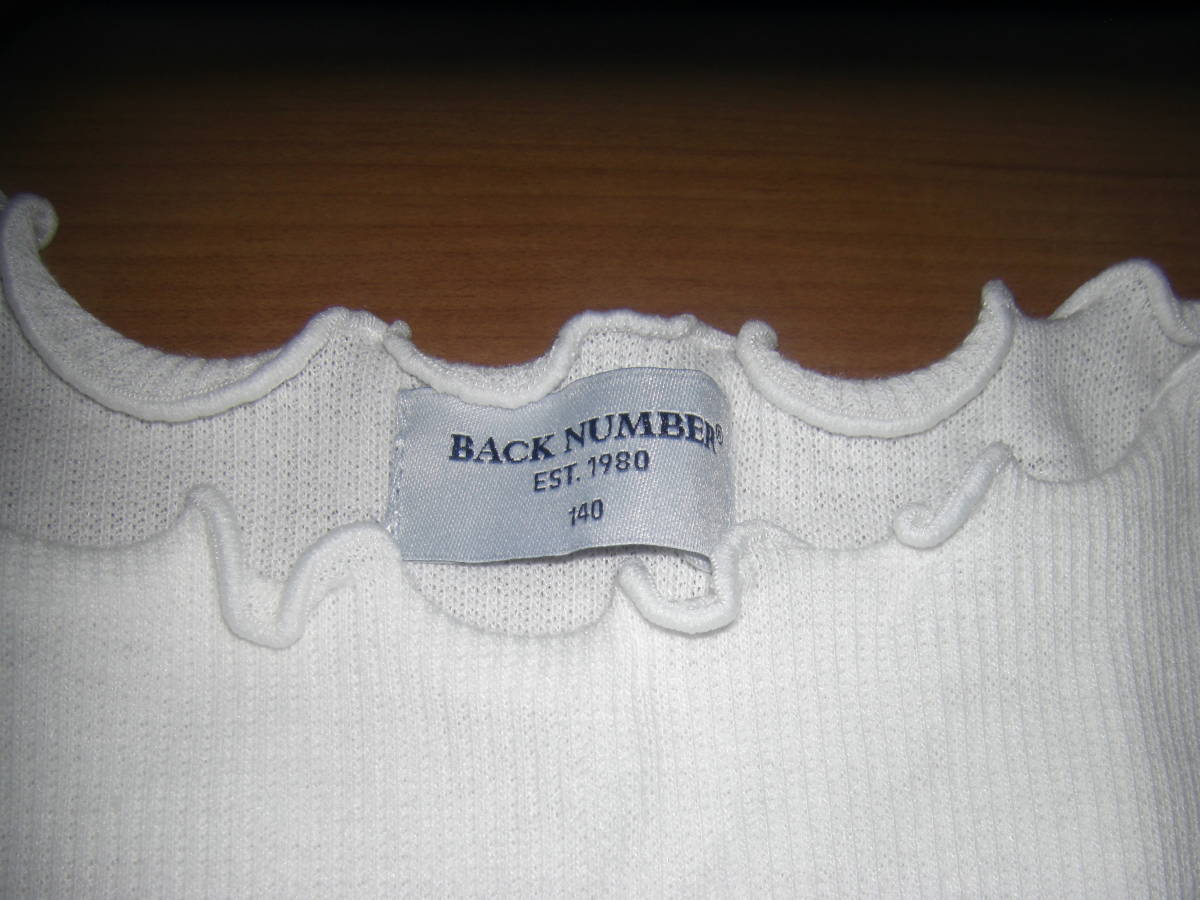 BACK NUMBER®
EST. 1980
140